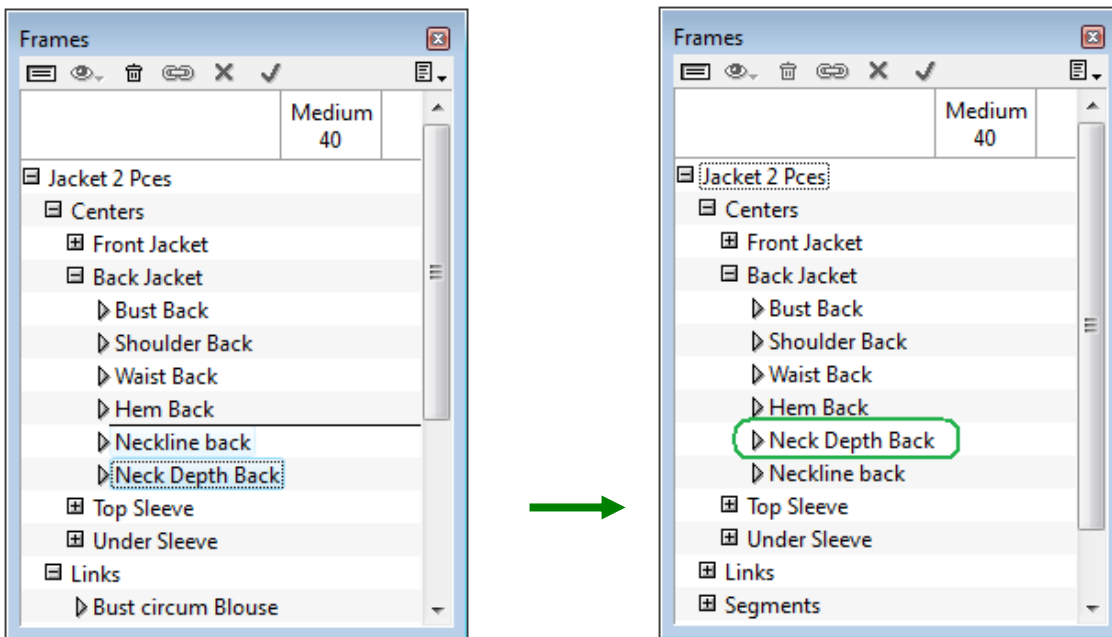 Frames
Medium
40
Jacket 2 Pces
Centers
Front Jacket
Back Jacket
Bust Back
Shoulder Back
Waist Back
Hem Back
Neckline back
Neck Depth Back
Top Sleeve
Under Sleeve
Links
Bust circum Blouse
Frames
Medium
40
Jacket 2 Pces
Centers
Front Jacket
Back Jacket
Bust Back
Shoulder Back
Waist Back
Hem Back
Neck Depth Back
Neckline back
Top Sleeve
Under Sleeve
Links
Segments